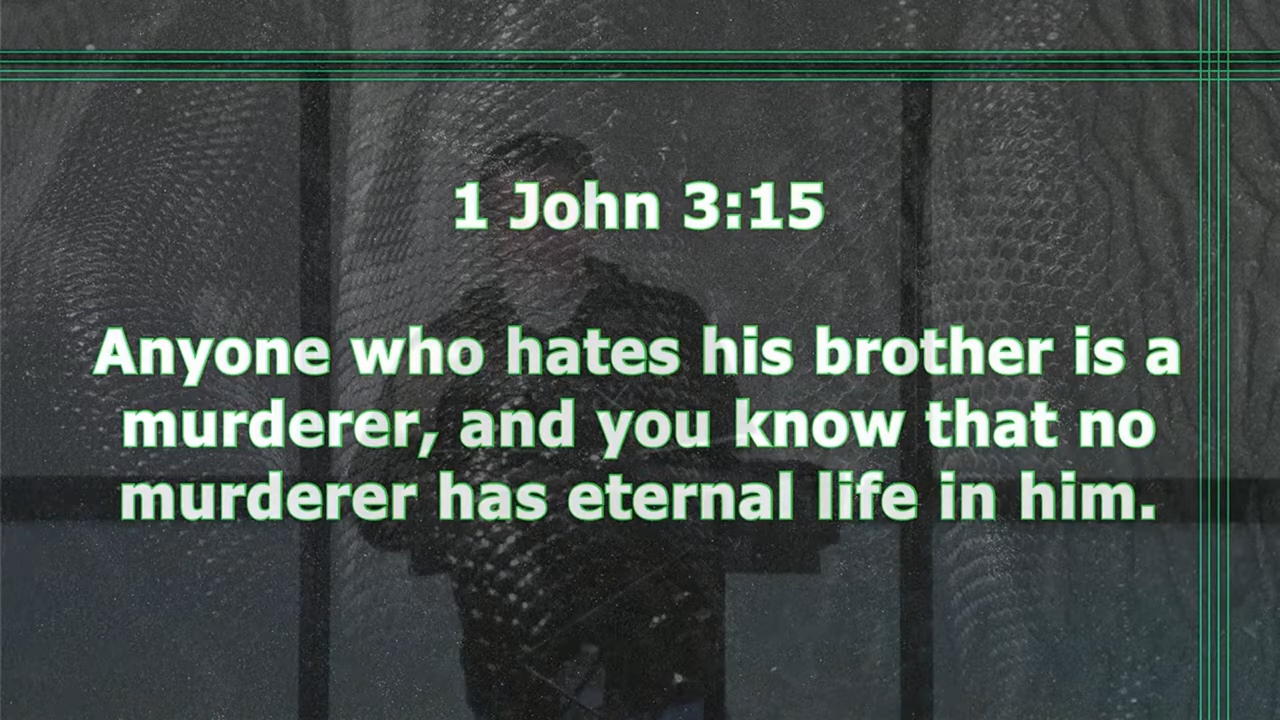 1 John 3:15
Anyone who hates his brother is a
murderer, and you know that no
murderer has eternal life in him.